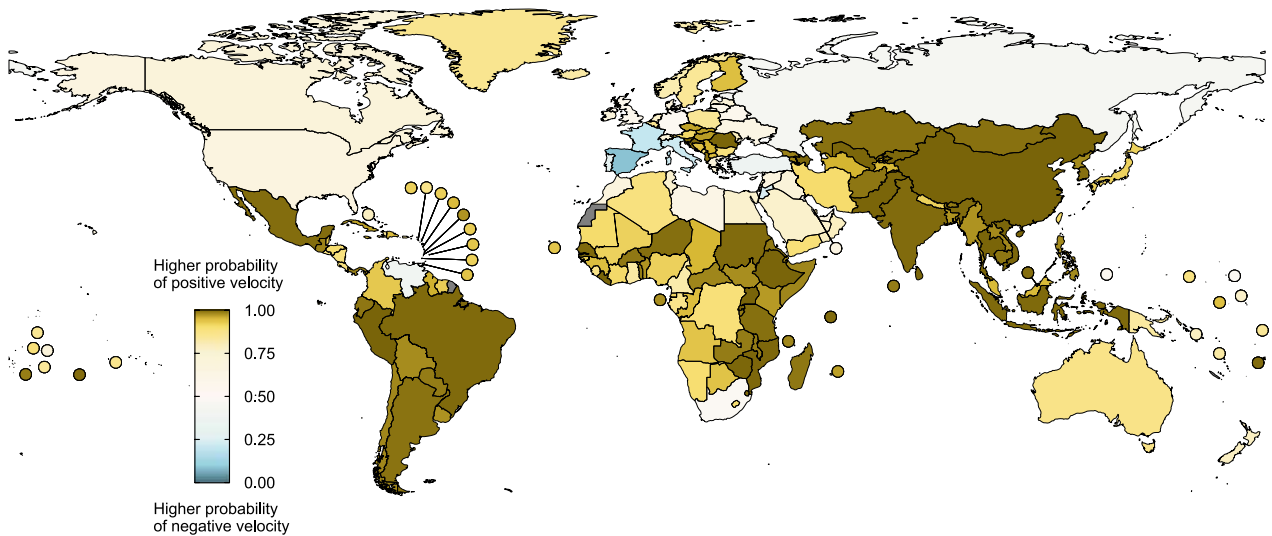 Higher probability
of positive velocity
1.00
0.75
0.50
0.25
0.00
Higher probability
of negative velocity